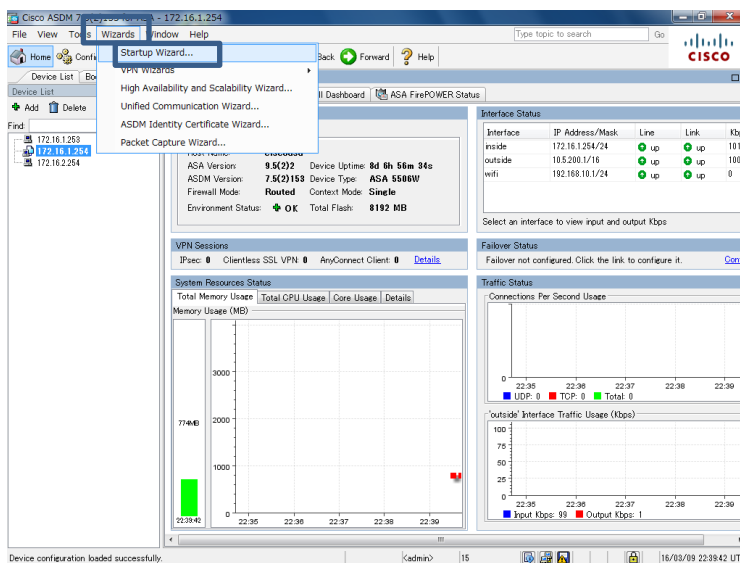 Cisco ASDM 7.5(2)153 for ASA - 172.16.1.254
File View Tools Wizards Window Help
Type topic to search Go
CISCO
Home Back Forward Help
Startup Wizard...
VPN Wizards
High Availability and Scalability Wizard...
Unified Communication Wizard...
ASDM Identity Certificate Wizard...
Packet Capture Wizard...
Device List
Dashboard ASA FirePOWER Status
Device List
Add Delete
Find:
172.16.1.253
172.16.1.254
172.16.2.254
ASA Version: 9.5(2)2 Device Uptime: 8d 6h 56m 34s
ASDM Version: 7.5(2)153 Device Type: ASA 5506W
Firewall Mode: Routed Context Mode: Single
Environment Status: OK Total Flash: 8192 MB
Interface Status
Interface IP Address/Mask Line Link
inside 172.16.1.254/24 up up 101
outside 10.5.200.1/16 up up 100
wifi 192.168.10.1/24 up up 0
Select an interface to view input and output Kbps
VPN Sessions
IPsec: 0 Clientless SSL VPN: 0 AnyConnect Client: 0 Details
Failover Status
Failover not configured. Click the link to configure it.
System Resources Status
Total Memory Usage Total CPU Usage Core Usage Details
Memory Usage (MB)
3000
2000
1000
0
774MB
22:39:42
22:35 22:36 22:37 22:38 22:39
Traffic Status
Connections Per Second Usage
0
22:35 22:36 22:37 22:38 22:39
UDP: 0 TCP: 0 Total: 0
'outside' Interface Traffic Usage (Kbps)
100
75
50
25
0
22:35 22:36 22:37 22:38 22:39
Input Kbps: 99 Output Kbps: 1
Device configuration loaded successfully.
<admin> 15 16/03/09 22:39:42 UT